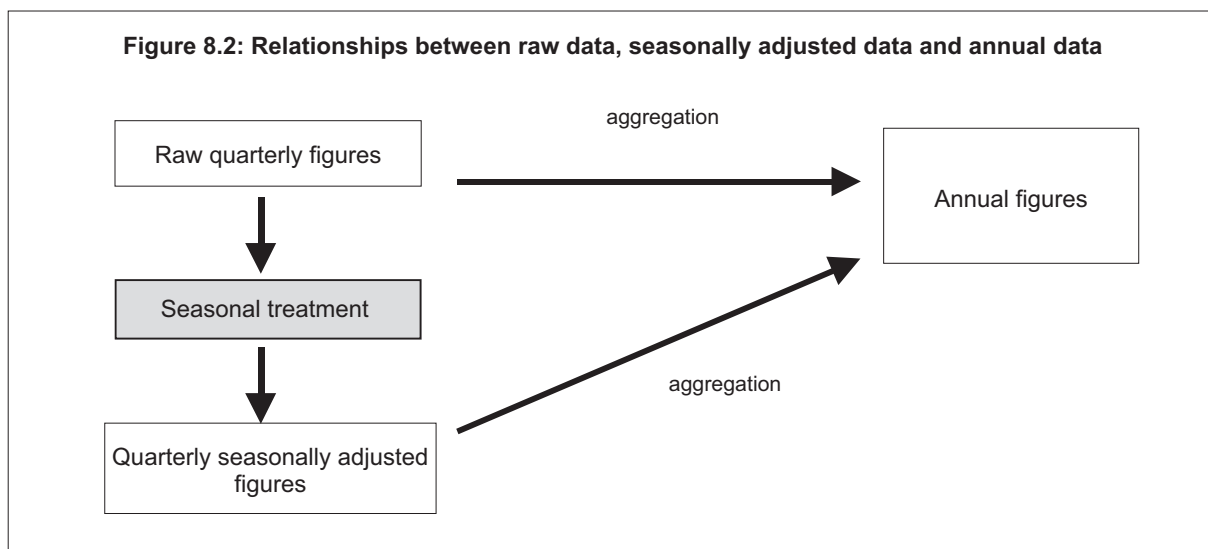 Figure 8.2: Relationships between raw data, seasonally adjusted data and annual data
aggregation
Raw quarterly figures
Annual figures
Seasonal treatment
aggregation
Quarterly seasonally adjusted
figures